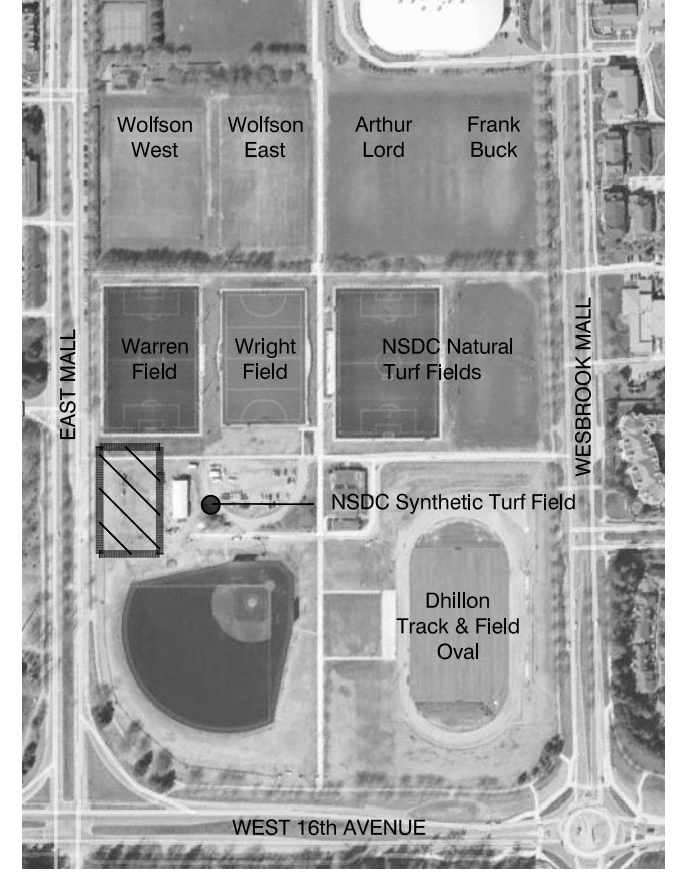 Wolfson
West
Wolfson
East
Arthur
Lord
Frank
Buck
Warren
Field
Wright
Field
NSDC Natural
Turf Fields
EAST MALL
WESBROOK MALL
NSDC Synthetic Turf Field
Dhillon
Track & Field
Oval
WEST 16th AVENUE